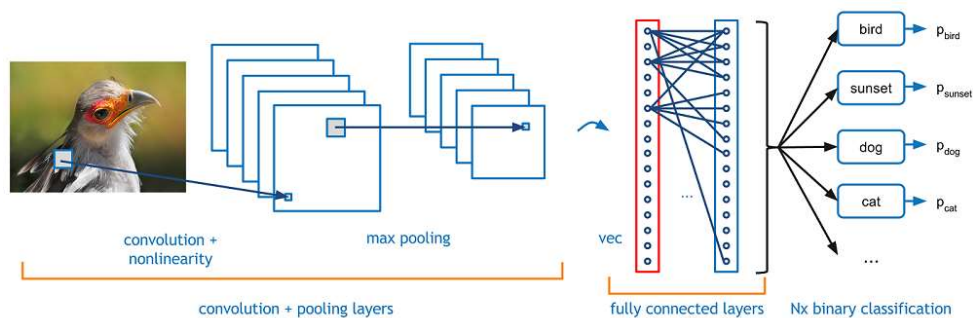 convolution +
nonlinearity
max pooling
convolution + pooling layers
vec
...
fully connected layers
bird
p_bird
sunset
p_sunset
dog
p_dog
cat
p_cat
...
Nx binary classification